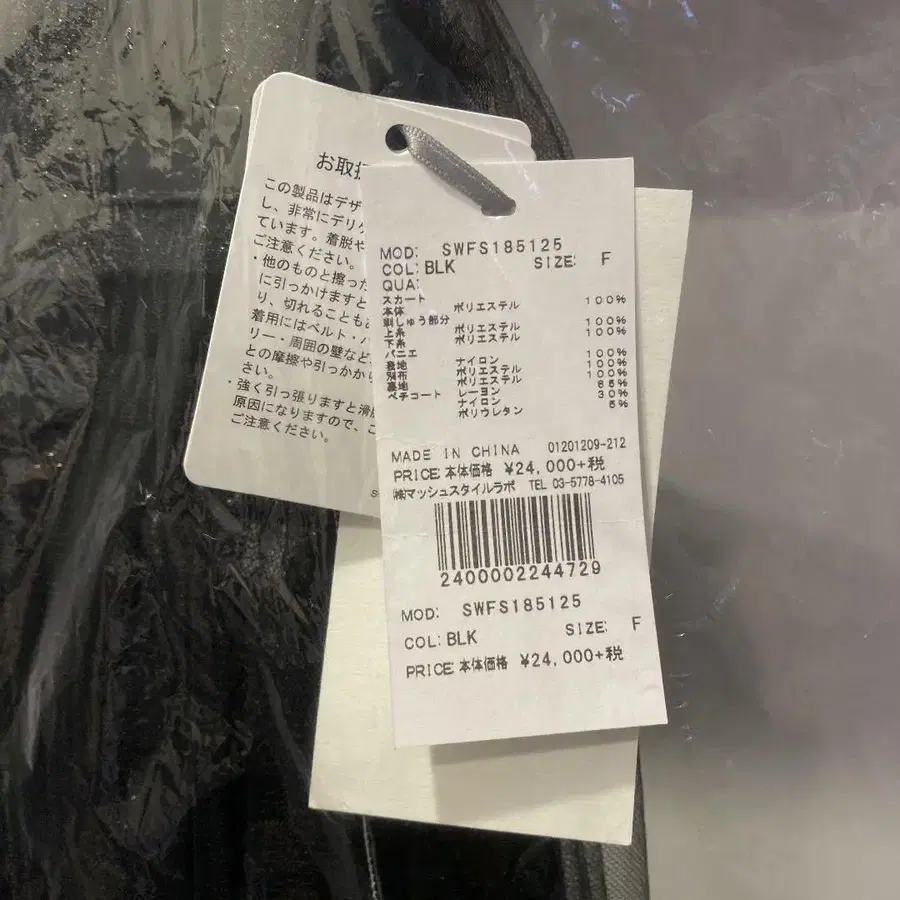 お取扱
この製品はデザ
し、非常にデリケ
ています。着脱や
ご注意ください。
・他のものと擦った
に引っかけますと
り、切れることもあ
着用にはベルト・バ
リー・周囲の壁など
との摩擦や引っかか
さい。
・強く引っ張りますと滑脱
原因になりますので、こ
ご注意ください。
MOD: SWFS185125
COL: BLK SIZE: F
QUA:
スカート
本体 ポリエステル 100%
刺しゅう部分
上糸 ポリエステル 100%
下糸 ポリエステル 100%
パニエ
表地 ナイロン 100%
別布 ポリエステル 100%
裏地 ポリエステル 100%
ペチコート レーヨン 65%
ナイロン 30%
ポリウレタン 5%
MADE IN CHINA 01201209-212
PRICE 本体価格 ¥24,000+税
㈱マッシュスタイルラボ TEL 03-5778-4105
2400002244729
MOD: SWFS185125
COL: BLK SIZE: F
PRICE 本体価格 ¥24,000+税